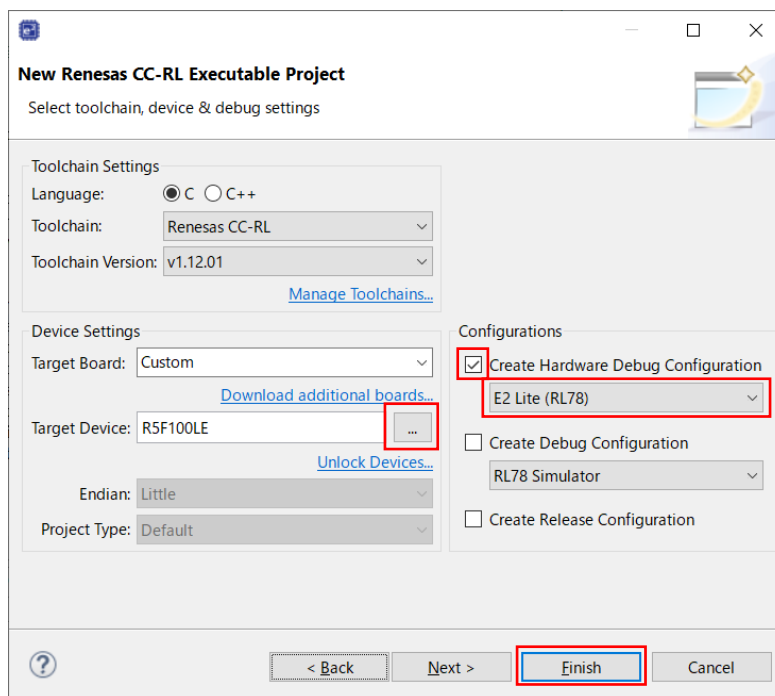 New Renesas CC-RL Executable Project
Select toolchain, device & debug settings
Toolchain Settings
Language: C C++
Toolchain: Renesas CC-RL
Toolchain Version: v1.12.01
Manage Toolchains...
Device Settings
Target Board: Custom
Download additional boards...
Target Device: R5F100LE ...
Unlock Devices...
Endian: Little
Project Type: Default
Configurations
Create Hardware Debug Configuration
E2 Lite (RL78)
Create Debug Configuration
RL78 Simulator
Create Release Configuration
? < Back Next > Finish Cancel